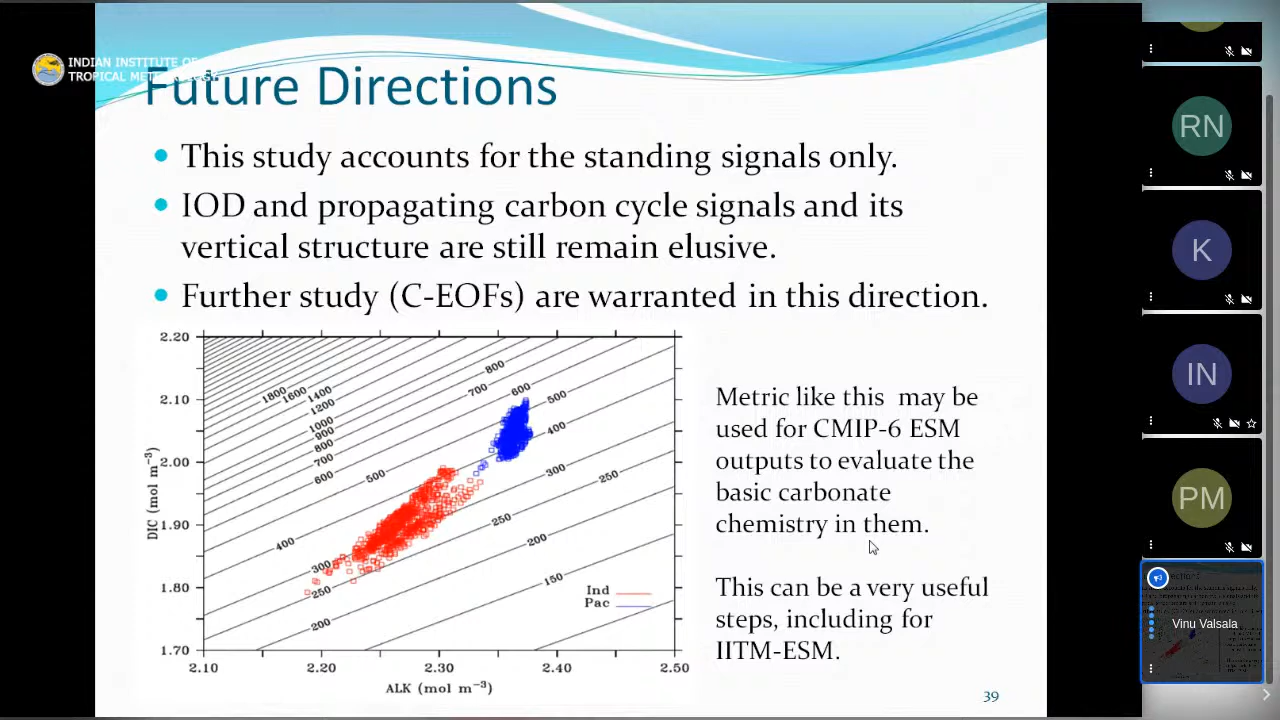 INDIAN INSTITUTE OF
TROPICAL METEOROLOGY
Future Directions
This study accounts for the standing signals only.
IOD and propagating carbon cycle signals and its
vertical structure are still remain elusive.
Further study (C-EOFs) are warranted in this direction.
2.20
2.10
2.00
1.90
1.80
1.70
DIC (mol m⁻³)
2.10 2.20 2.30 2.40 2.50
ALK (mol m⁻³)
1800 1600 1400
1200
1000
900
800
700
600
500
400
300
250
200
800
700 600 500
400
300
250
250
200
150
Ind
Pac
Metric like this may be
used for CMIP-6 ESM
outputs to evaluate the
basic carbonate
chemistry in them.
This can be a very useful
steps, including for
IITM-ESM.
39
RN
K
IN
PM
Vinu Valsala